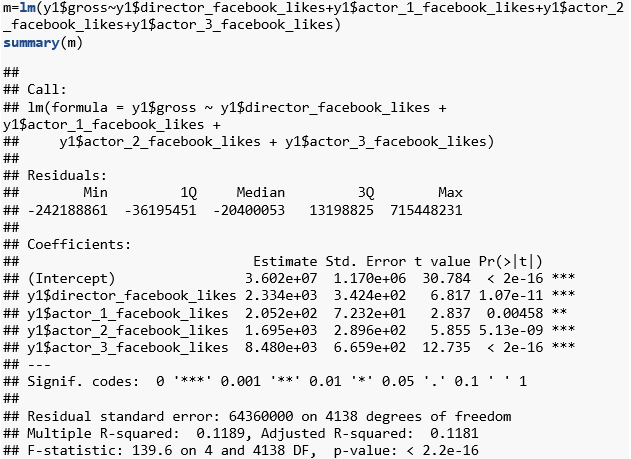 m=lm(y1$gross~y1$director_facebook_likes+y1$actor_1_facebook_likes+y1$actor_2
_facebook_likes+y1$actor_3_facebook_likes)
summary(m)
##
## Call:
## lm(formula = y1$gross ~ y1$director_facebook_likes +
y1$actor_1_facebook_likes +
##     y1$actor_2_facebook_likes + y1$actor_3_facebook_likes)
##
## Residuals:
##        Min         1Q     Median         3Q        Max
## -242188861  -36195451  -20400053   13198825  715448231
##
## Coefficients:
##                             Estimate Std. Error t value Pr(>|t|)
## (Intercept)                3.602e+07  1.170e+06  30.784  < 2e-16 ***
## y1$director_facebook_likes 2.334e+03  3.424e+02   6.817 1.07e-11 ***
## y1$actor_1_facebook_likes  2.052e+02  7.232e+01   2.837  0.00458 **
## y1$actor_2_facebook_likes  1.695e+03  2.896e+02   5.855 5.13e-09 ***
## y1$actor_3_facebook_likes  8.480e+03  6.659e+02  12.735  < 2e-16 ***
## ---
## Signif. codes:  0 '***' 0.001 '**' 0.01 '*' 0.05 '.' 0.1 ' ' 1
##
## Residual standard error: 64360000 on 4138 degrees of freedom
## Multiple R-squared:  0.1189, Adjusted R-squared:  0.1181
## F-statistic: 139.6 on 4 and 4138 DF,  p-value: < 2.2e-16